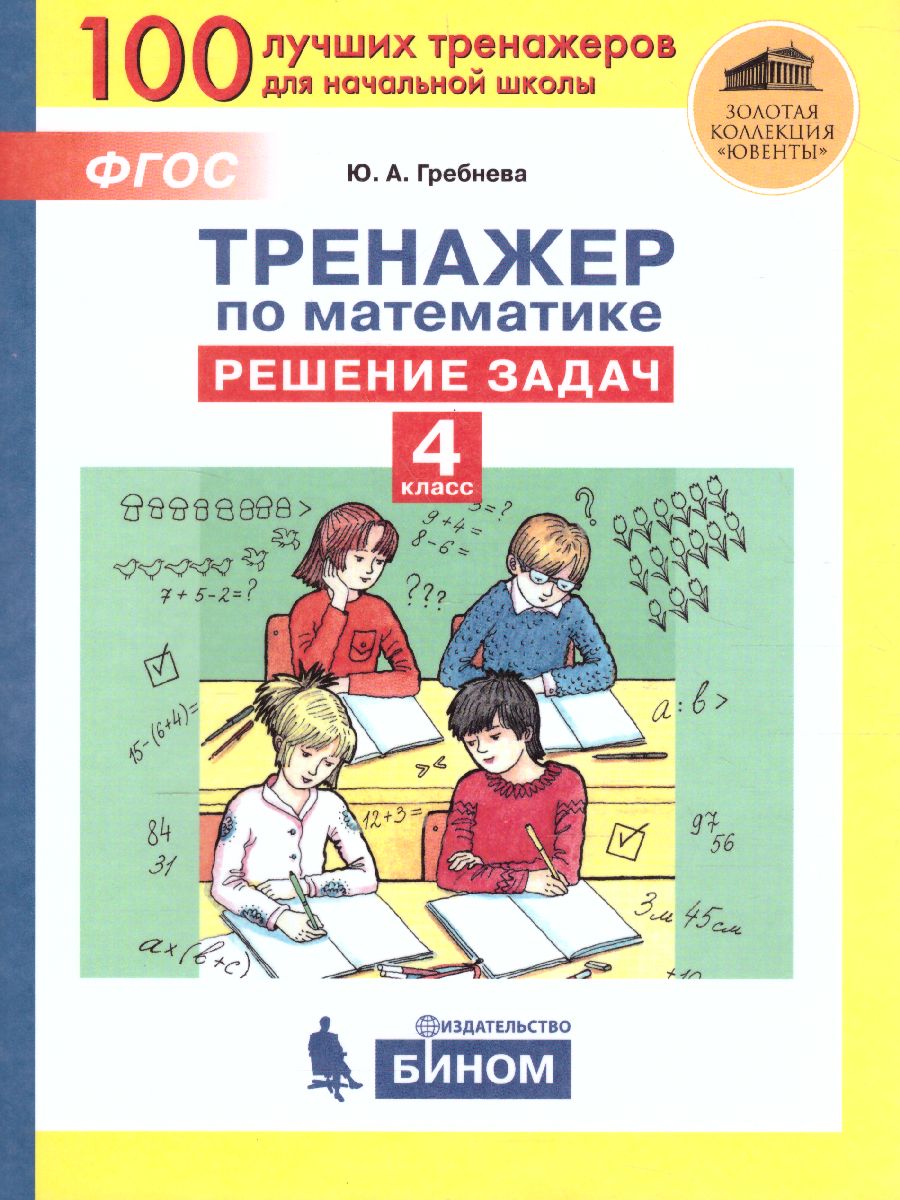 100 лучших тренажеров
для начальной школы
ЗОЛОТАЯ
КОЛЛЕКЦИЯ
«ЮВЕНТЫ»
ФГОС
Ю. А. Гребнева
ТРЕНАЖЕР
по математике
РЕШЕНИЕ ЗАДАЧ
4
класс
9+4=
8-6=
?
7+5-2=?
???
15-(6+4)=
а:в>
12+3=
84
31
97
56
3м 45см
ах(в+с)
+10
ИЗДАТЕЛЬСТВО
БИНОМ